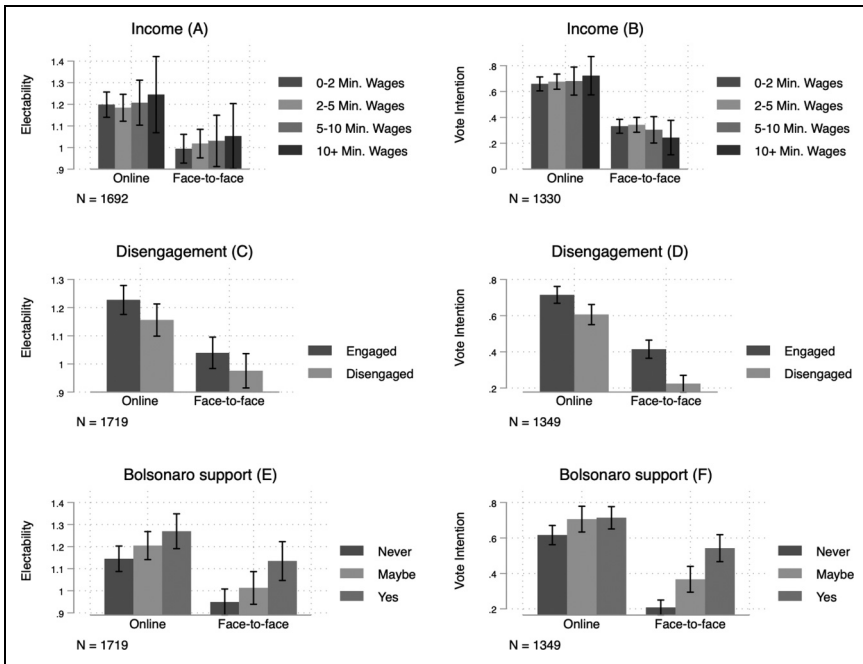 Income (A)
Electability
1.4
1.3
1.2
1.1
1
.9
Online
Face-to-face
0-2 Min. Wages
2-5 Min. Wages
5-10 Min. Wages
10+ Min. Wages
N = 1692
Income (B)
Vote Intention
.8
.6
.4
.2
0
Online
Face-to-face
0-2 Min. Wages
2-5 Min. Wages
5-10 Min. Wages
10+ Min. Wages
N = 1330
Disengagement (C)
Electability
1.3
1.2
1.1
1
.9
Online
Face-to-face
Engaged
Disengaged
N = 1719
Disengagement (D)
Vote Intention
.8
.6
.4
.2
Online
Face-to-face
Engaged
Disengaged
N = 1349
Bolsonaro support (E)
Electability
1.4
1.3
1.2
1.1
1
.9
Online
Face-to-face
Never
Maybe
Yes
N = 1719
Bolsonaro support (F)
Vote Intention
.8
.6
.4
.2
Online
Face-to-face
Never
Maybe
Yes
N = 1349